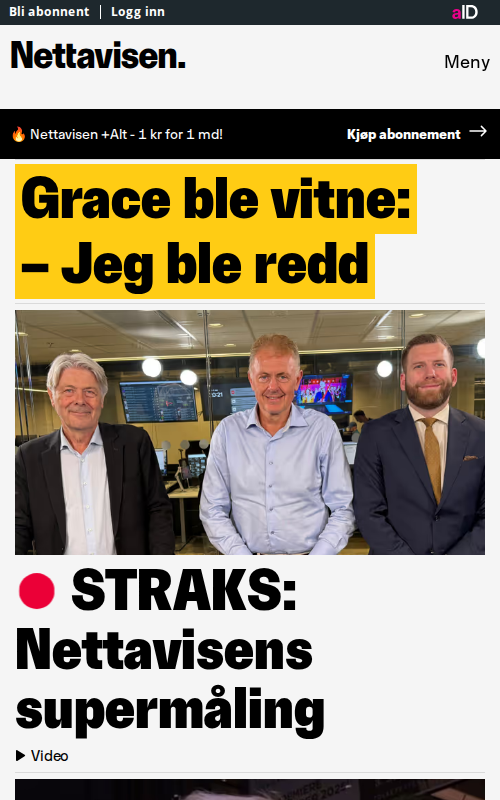 Bli abonnent | Logg inn
aID
Nettavisen.
Meny
🔥 Nettavisen +Alt - 1 kr for 1 md!
Kjøp abonnement →
Grace ble vitne:
– Jeg ble redd
STRAKS:
Nettavisens
supermåling
Video